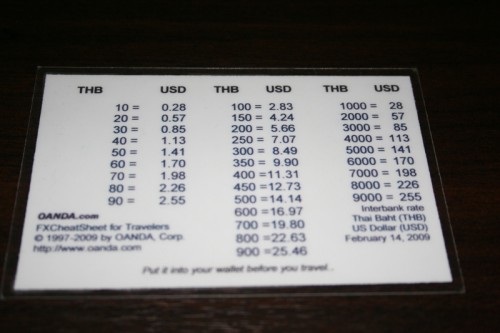 THB USD THB USD THB USD
10 = 0.28 100 = 2.83 1000 = 28
20 = 0.57 150 = 4.24 2000 = 57
30 = 0.85 200 = 5.66 3000 = 85
40 = 1.13 250 = 7.07 4000 = 113
50 = 1.41 300 = 8.49 5000 = 141
60 = 1.70 350 = 9.90 6000 = 170
70 = 1.98 400 =11.31 7000 = 198
80 = 2.26 450 =12.73 8000 = 226
90 = 2.55 500 =14.14 9000 = 255
600 =16.97
700 =19.80
800 =22.63
900 =25.46
OANDA.com
FXCheatSheet for Travelers
© 1997-2009 by OANDA, Corp.
http://www.oanda.com
Interbank rate
Thai Baht (THB)
US Dollar (USD)
February 14, 2009
Put it into your wallet before you travel..